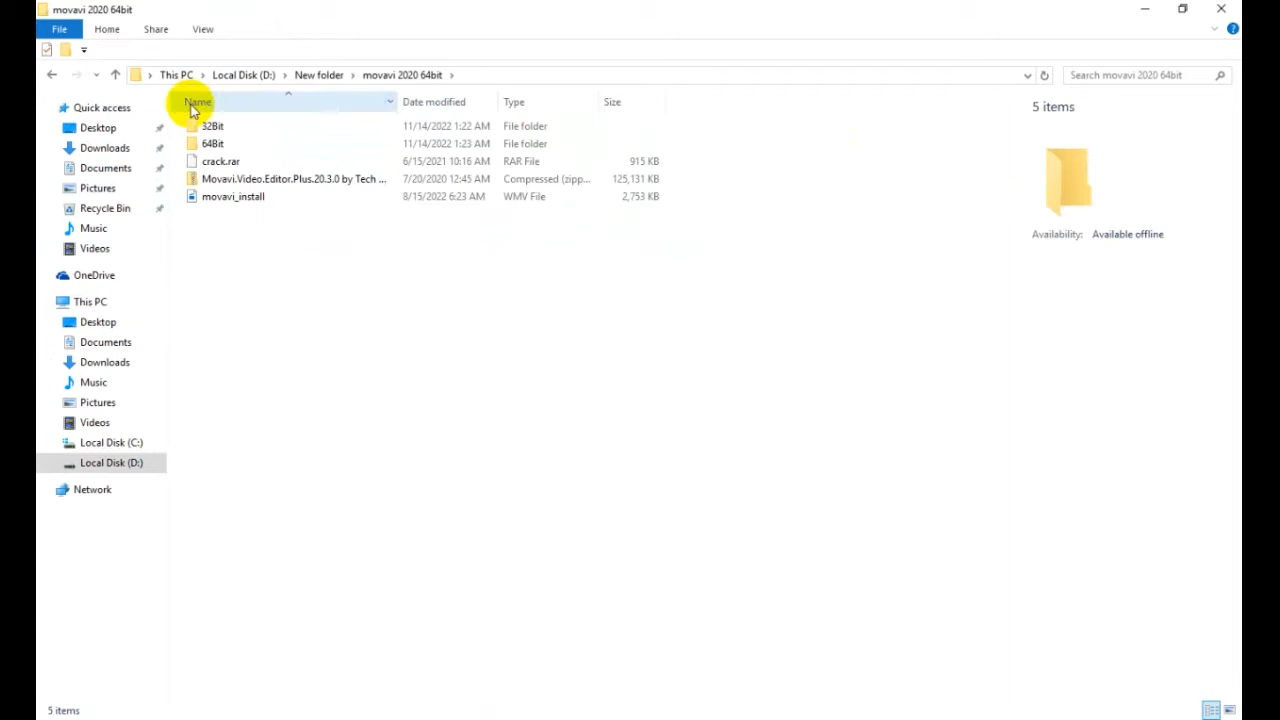 movavi 2020 64bit
File Home Share View
This PC Local Disk (D:) New folder movavi 2020 64bit Search movavi 2020 64bit
Name Date modified Type Size
32Bit 11/14/2022 1:22 AM File folder
64Bit 11/14/2022 1:23 AM File folder
crack.rar 6/15/2021 10:16 AM RAR File 915 KB
Movavi.Video.Editor.Plus.20.3.0 by Tech ... 7/20/2020 12:45 AM Compressed (zipp... 125,131 KB
movavi_install 8/15/2022 6:23 AM WMV File 2,753 KB
Quick access
Desktop
Downloads
Documents
Pictures
Recycle Bin
Music
Videos
OneDrive
This PC
Desktop
Documents
Downloads
Music
Pictures
Videos
Local Disk (C:)
Local Disk (D:)
Network
5 items
Availability: Available offline
5 items